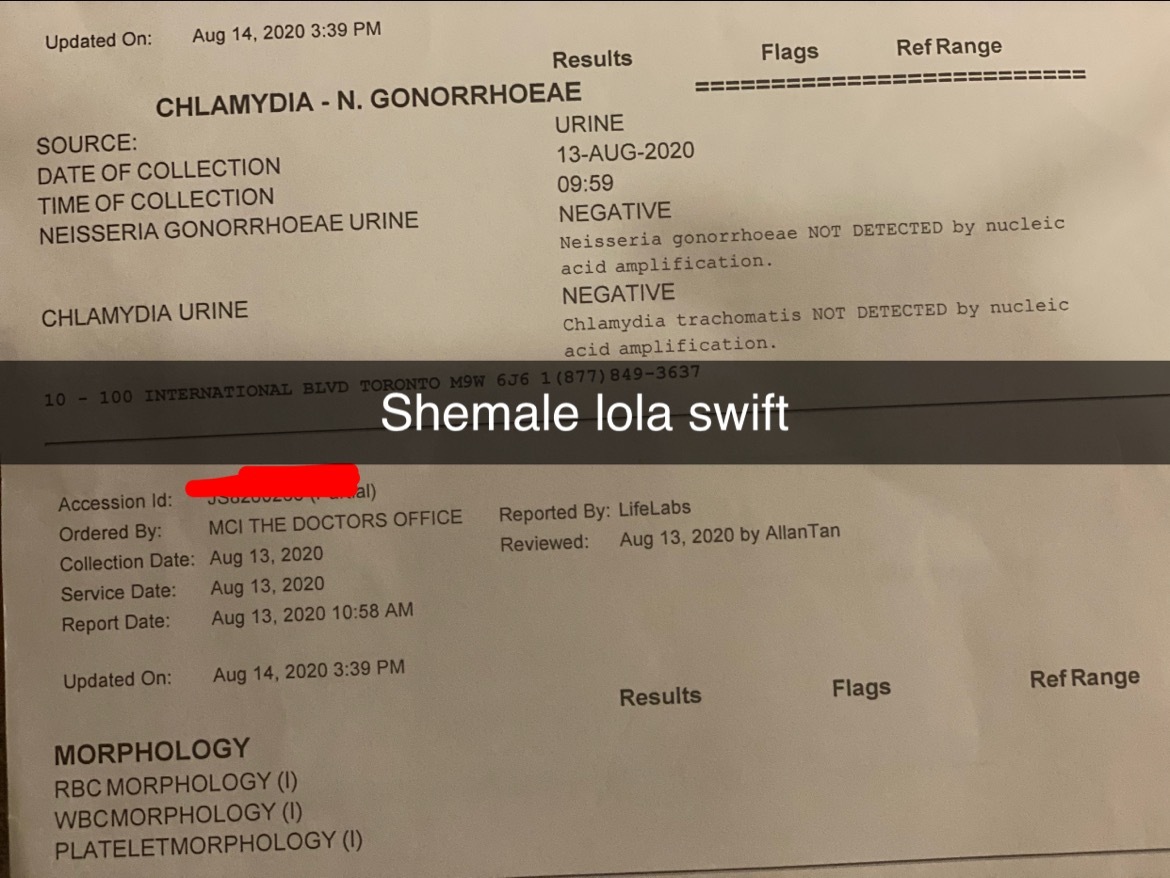 Updated On: Aug 14, 2020 3:39 PM
Results Flags Ref Range
===========================
CHLAMYDIA - N. GONORRHOEAE
SOURCE: URINE
DATE OF COLLECTION 13-AUG-2020
TIME OF COLLECTION 09:59
NEISSERIA GONORRHOEAE URINE NEGATIVE
Neisseria gonorrhoeae NOT DETECTED by nucleic
acid amplification.
CHLAMYDIA URINE NEGATIVE
Chlamydia trachomatis NOT DETECTED by nucleic
acid amplification.
10 - 100 INTERNATIONAL BLVD TORONTO M9W 6J6 1(877)849-3637
Shemale lola swift
Accession Id:
Ordered By: MCI THE DOCTORS OFFICE Reported By: LifeLabs
Collection Date: Aug 13, 2020 Reviewed: Aug 13, 2020 by AllanTan
Service Date: Aug 13, 2020
Report Date: Aug 13, 2020 10:58 AM
Updated On: Aug 14, 2020 3:39 PM
Results Flags Ref Range
MORPHOLOGY
RBC MORPHOLOGY (I)
WBCMORPHOLOGY (I)
PLATELETMORPHOLOGY (I)